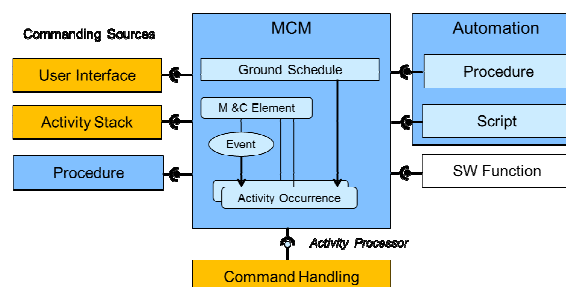 Commanding Sources
MCM
Automation
User Interface
Ground Schedule
Procedure
M &C Element
Activity Stack
Script
Event
Procedure
SW Function
Activity Occurrence
Activity Processor
Command Handling